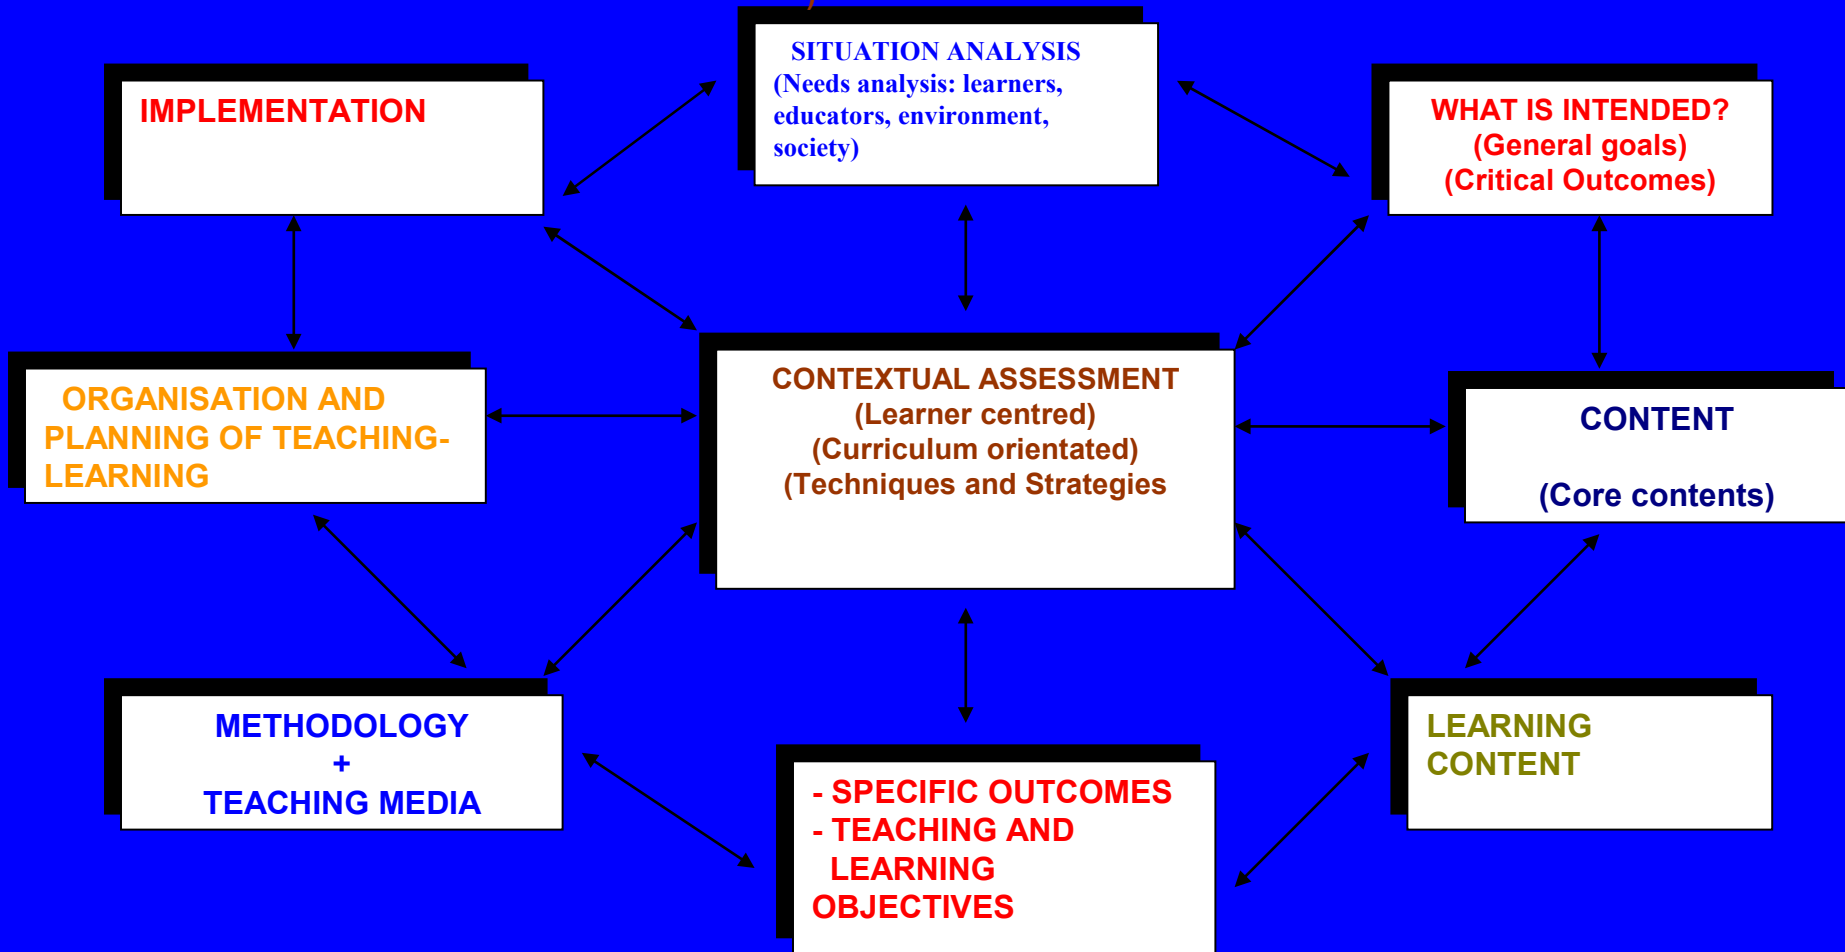 SITUATION ANALYSIS
(Needs analysis: learners,
educators, environment,
society)
IMPLEMENTATION
WHAT IS INTENDED?
(General goals)
(Critical Outcomes)
ORGANISATION AND
PLANNING OF TEACHING-
LEARNING
CONTEXTUAL ASSESSMENT
(Learner centred)
(Curriculum orientated)
(Techniques and Strategies
CONTENT
(Core contents)
METHODOLOGY
+
TEACHING MEDIA
- SPECIFIC OUTCOMES
- TEACHING AND
LEARNING
OBJECTIVES
LEARNING
CONTENT